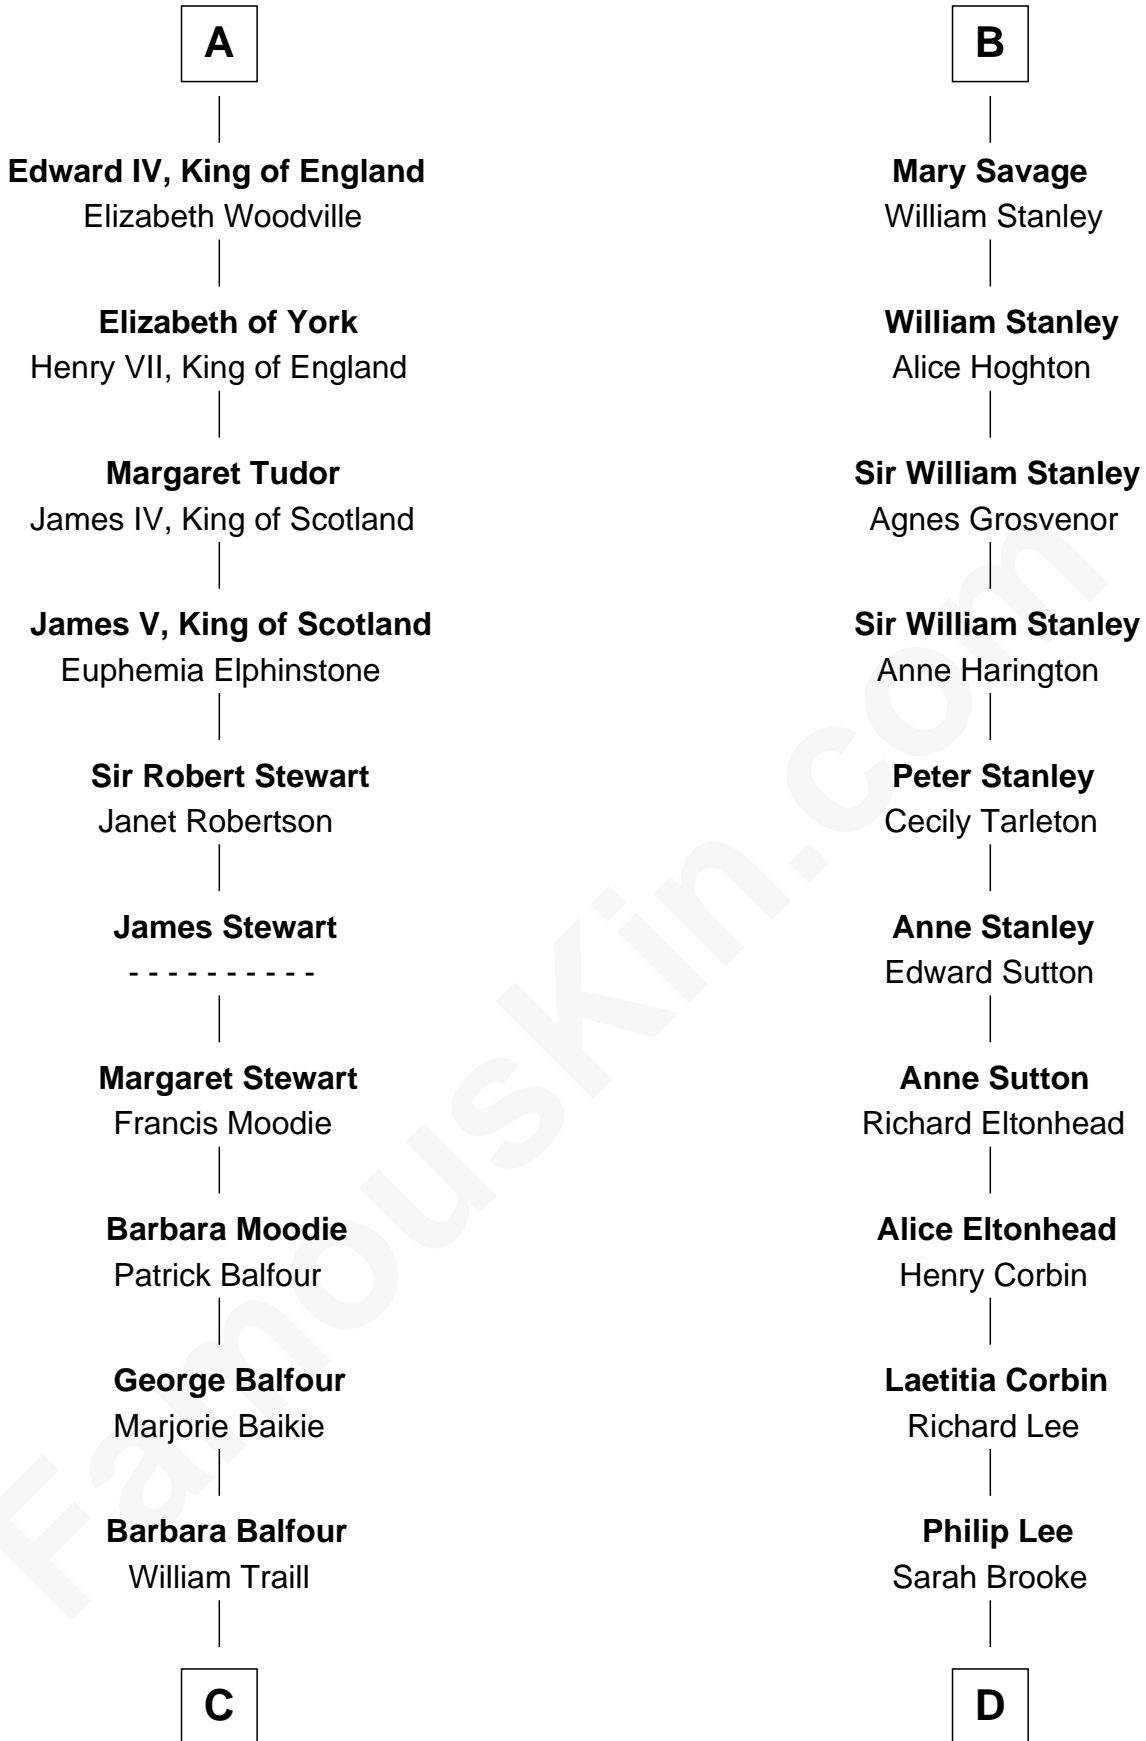 A
Edward IV, King of England
Elizabeth Woodville
Elizabeth of York
Henry VII, King of England
Margaret Tudor
James IV, King of Scotland
James V, King of Scotland
Euphemia Elphinstone
Sir Robert Stewart
Janet Robertson
James Stewart
- - - - - - - - - -
Margaret Stewart
Francis Moodie
Barbara Moodie
Patrick Balfour
George Balfour
Marjorie Baikie
Barbara Balfour
William Traill
C
B
Mary Savage
William Stanley
William Stanley
Alice Hoghton
Sir William Stanley
Agnes Grosvenor
Sir William Stanley
Anne Harington
Peter Stanley
Cecily Tarleton
Anne Stanley
Edward Sutton
Anne Sutton
Richard Eltonhead
Alice Eltonhead
Henry Corbin
Laetitia Corbin
Richard Lee
Philip Lee
Sarah Brooke
D
FamousKin.com